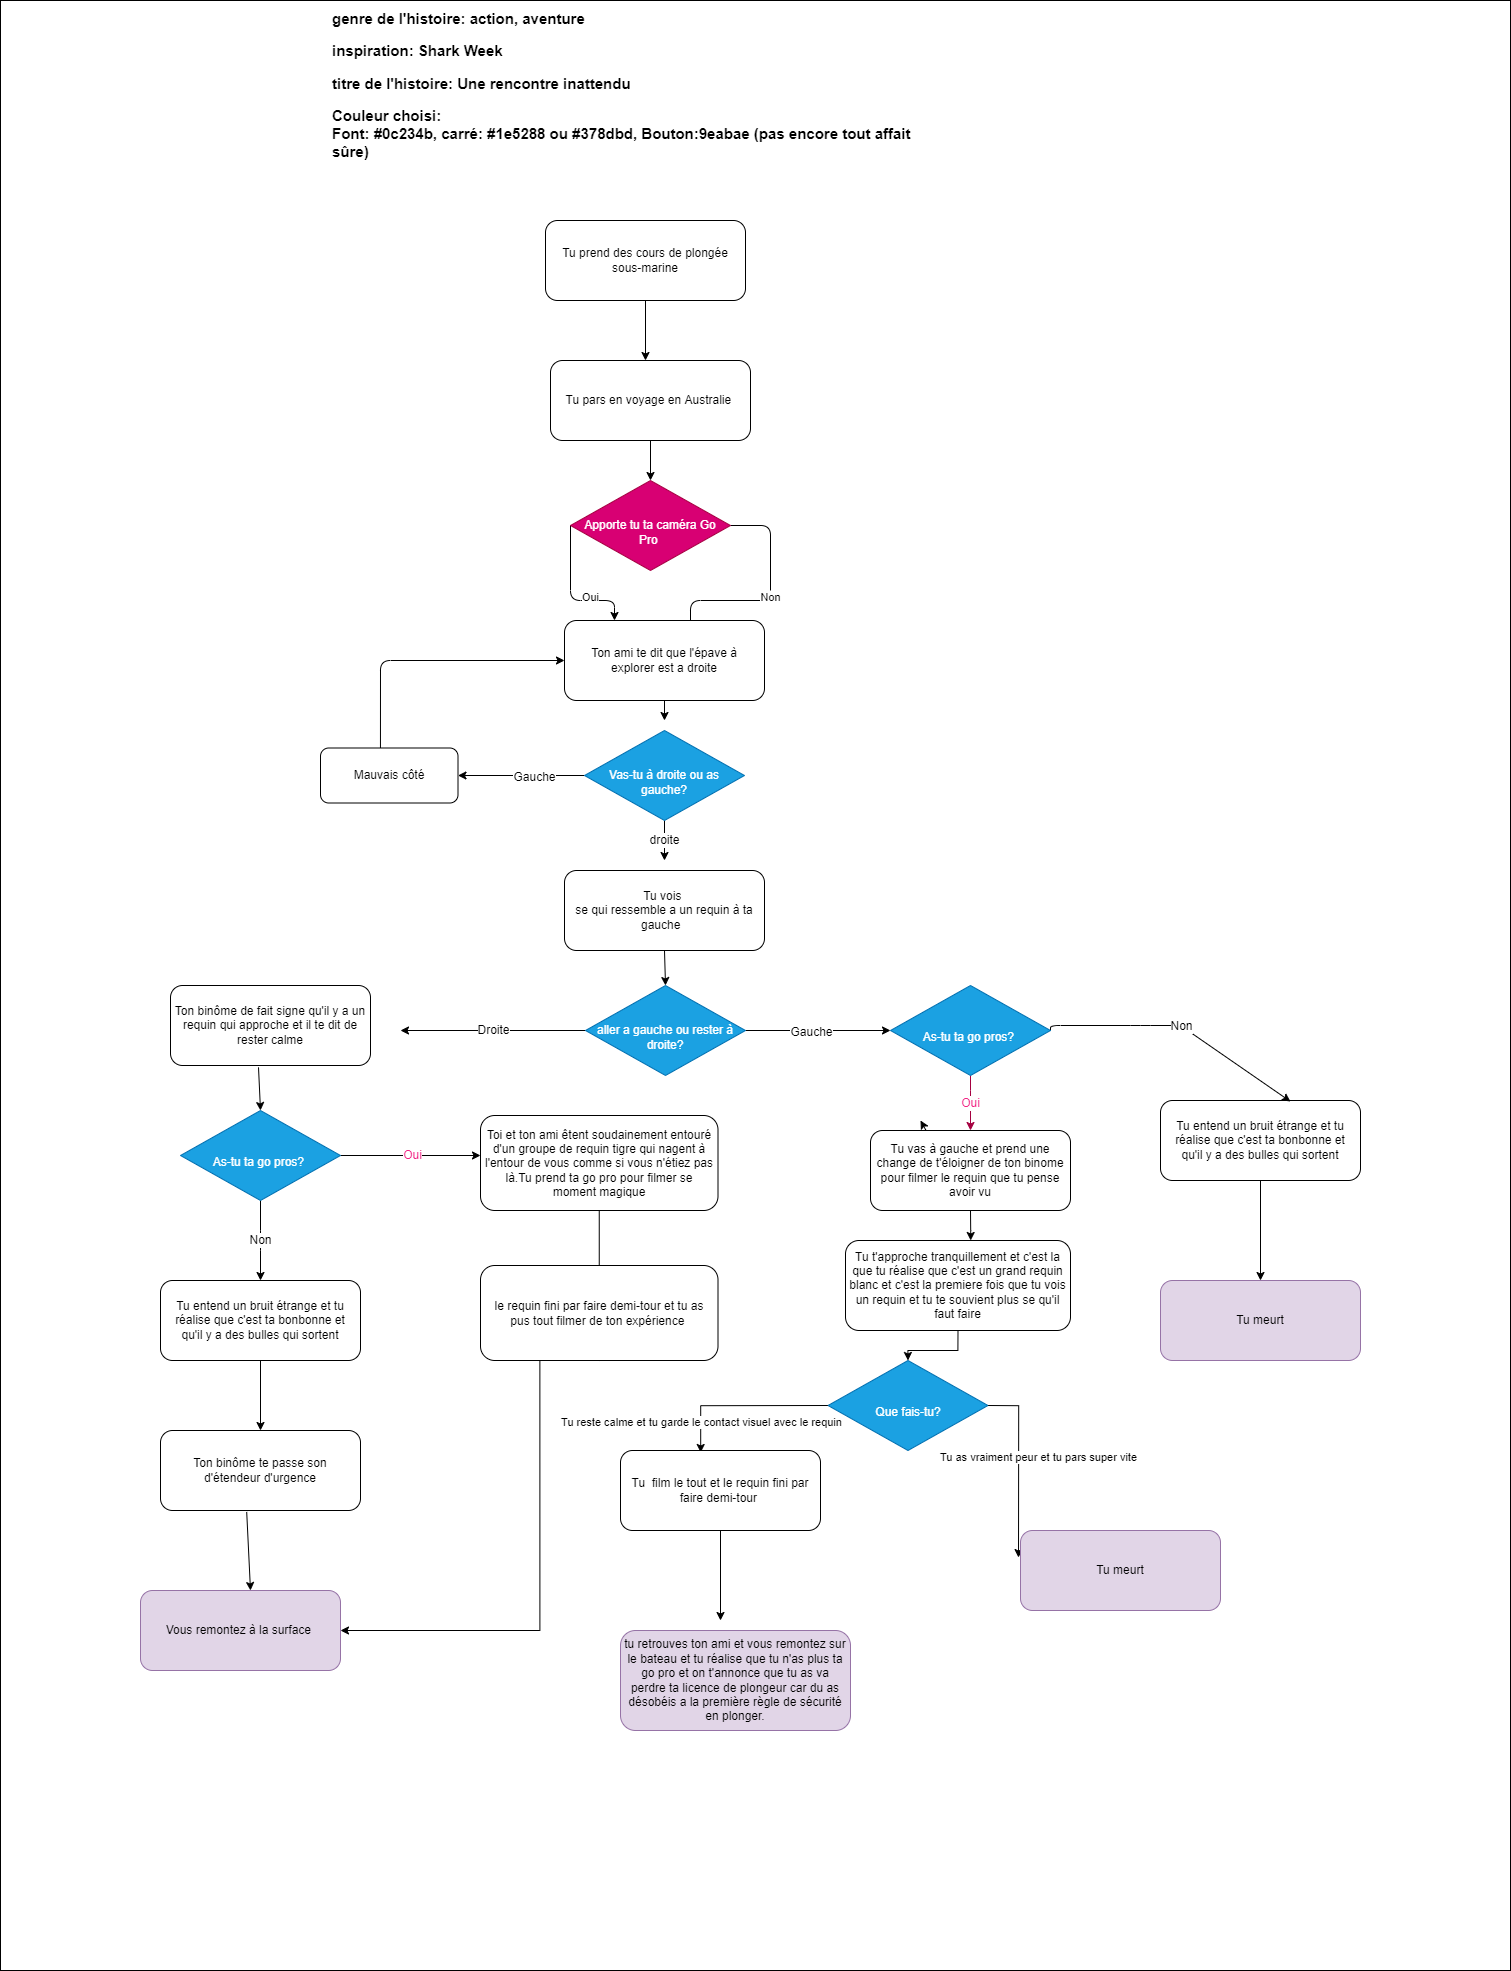 genre de l'histoire: action, aventure
inspiration: Shark Week
titre de l'histoire: Une rencontre inattendu
Couleur choisi:
Font: #0c234b, carré: #1e5288 ou #378dbd, Bouton:9eabae (pas encore tout affait
sûre)
Tu prend des cours de plongée
sous-marine
Tu pars en voyage en Australie
Apporte tu ta caméra Go
Pro
Oui
Non
Ton ami te dit que l'épave à
explorer est a droite
Mauvais côté
Gauche
Vas-tu à droite ou as
gauche?
droite
Tu vois
se qui ressemble a un requin à ta
gauche
Ton binôme de fait signe qu'il y a un
requin qui approche et il te dit de
rester calme
Droite
aller a gauche ou rester à
droite?
Gauche
As-tu ta go pros?
Non
Oui
As-tu ta go pros?
Oui
Toi et ton ami êtent soudainement entouré
d'un groupe de requin tigre qui nagent à
l'entour de vous comme si vous n'étiez pas
là.Tu prend ta go pro pour filmer se
moment magique
Tu vas à gauche et prend une
change de t'éloigner de ton binome
pour filmer le requin que tu pense
avoir vu
Tu entend un bruit étrange et tu
réalise que c'est ta bonbonne et
qu'il y a des bulles qui sortent
Non
Tu entend un bruit étrange et tu
réalise que c'est ta bonbonne et
qu'il y a des bulles qui sortent
le requin fini par faire demi-tour et tu as
pus tout filmer de ton expérience
Tu t'approche tranquillement et c'est la
que tu réalise que c'est un grand requin
blanc et c'est la premiere fois que tu vois
un requin et tu te souvient plus se qu'il
faut faire
Tu meurt
Que fais-tu?
Tu reste calme et tu garde le contact visuel avec le requin
Tu as vraiment peur et tu pars super vite
Ton binôme te passe son
d'étendeur d'urgence
Tu  film le tout et le requin fini par
faire demi-tour
Tu meurt
Vous remontez à la surface
tu retrouves ton ami et vous remontez sur
le bateau et tu réalise que tu n'as plus ta
go pro et on t'annonce que tu as va
perdre ta licence de plongeur car du as
désobéis a la première règle de sécurité
en plonger.